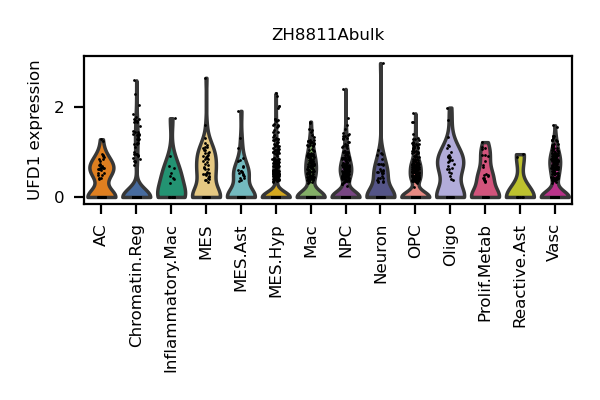 ZH8811Abulk
UFD1 expression
2
0
AC
Chromatin.Reg
Inflammatory.Mac
MES
MES.Ast
MES.Hyp
Mac
NPC
Neuron
OPC
Oligo
Prolif.Metab
Reactive.Ast
Vasc